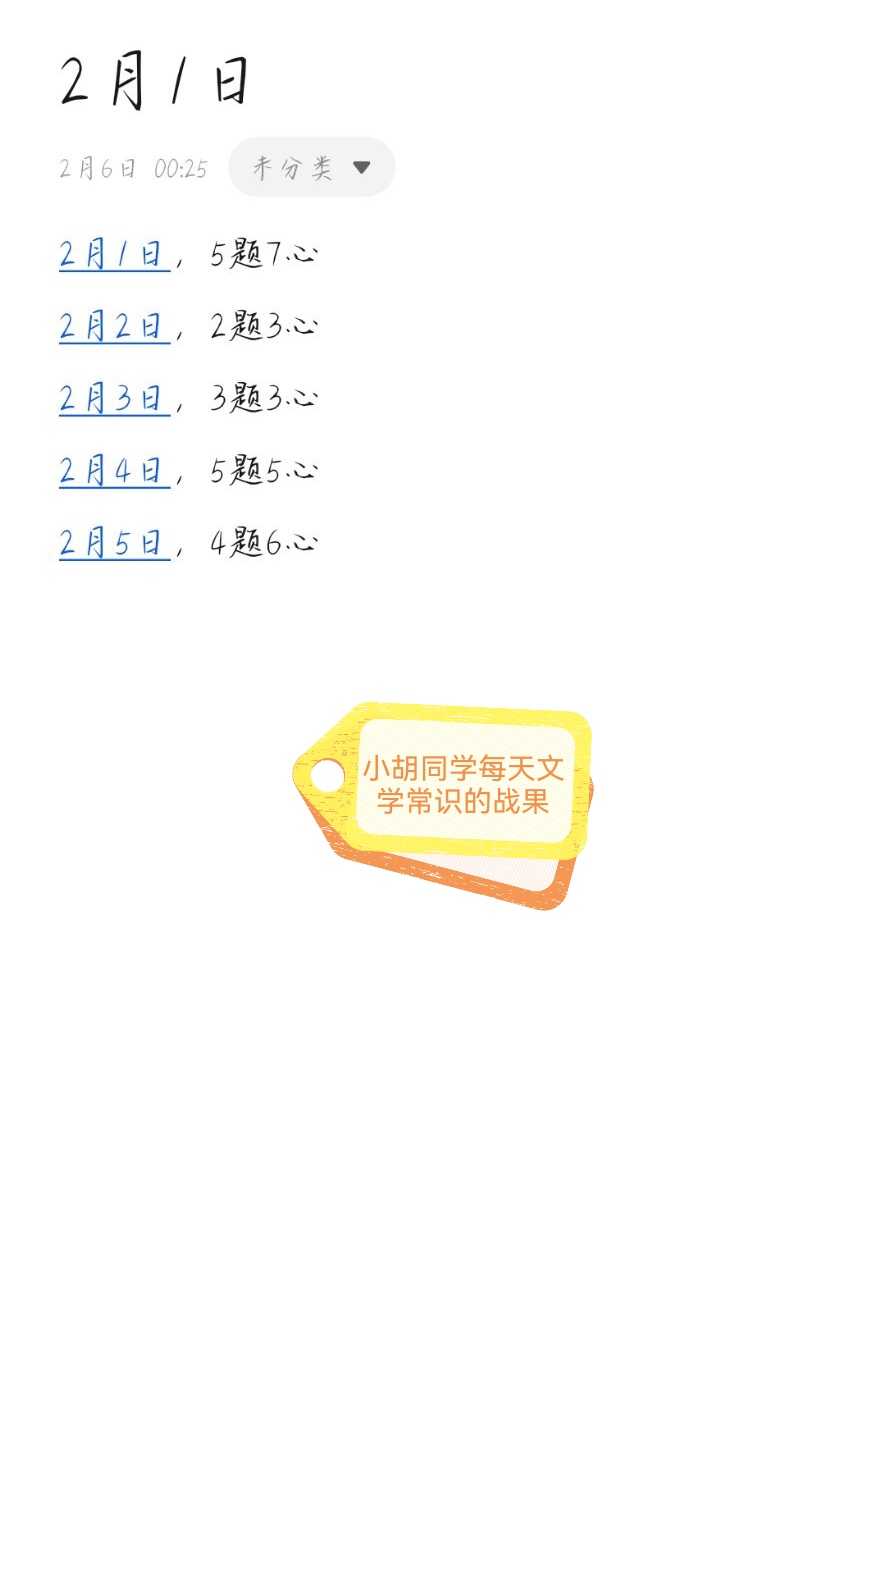 2月1日
2月6日 00:25 未分类
2月1日，5题7心
2月2日，2题3心
2月3日，3题3心
2月4日，5题5心
2月5日，4题6心
小胡同学每天文
学常识的战果